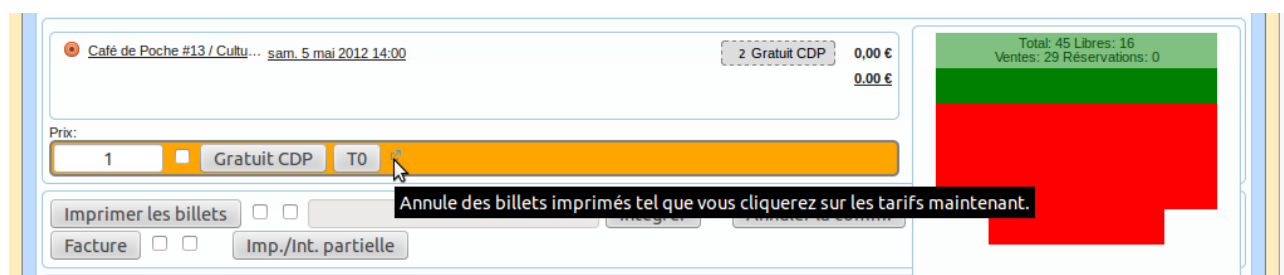 Café de Poche #13 / Cultu... sam. 5 mai 2012 14:00
2 Gratuit CDP 0,00 €
0.00 €
Total: 45 Libres: 16
Ventes: 29 Réservations: 0
Prix:
1 Gratuit CDP T0
Annule des billets imprimés tel que vous cliquerez sur les tarifs maintenant.
Imprimer les billets
Facture Imp./Int. partielle